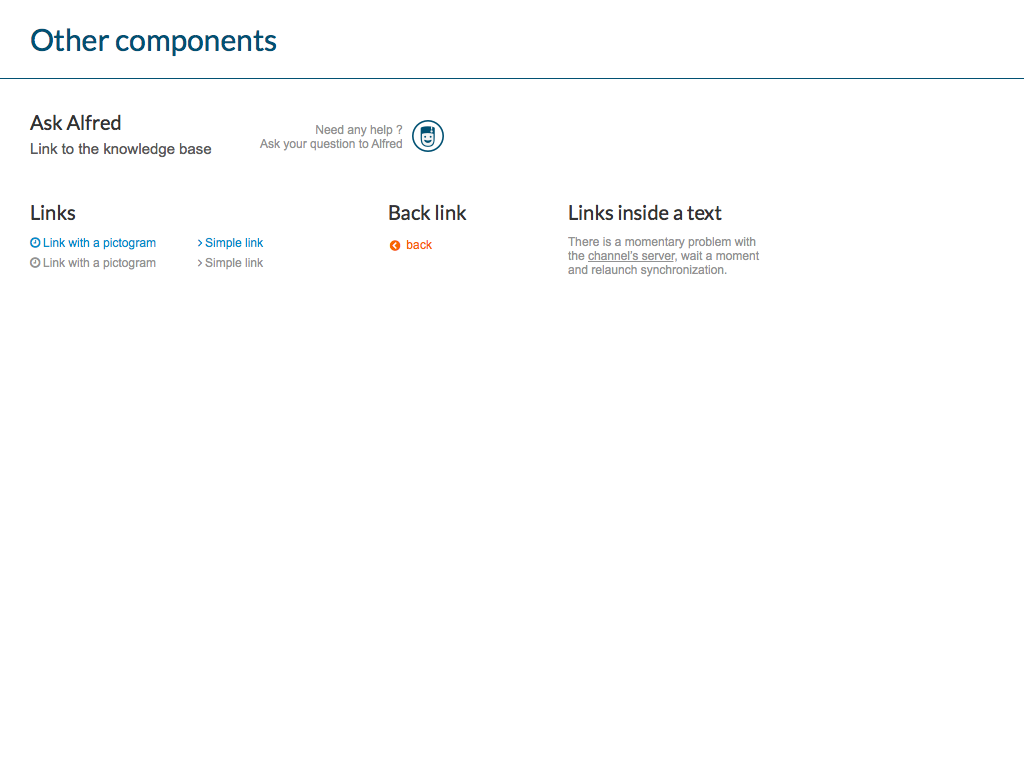 Other components
Ask Alfred
Link to the knowledge base
Need any help ?
Ask your question to Alfred
Links
Link with a pictogram
Link with a pictogram
Simple link
Simple link
Back link
back
Links inside a text
There is a momentary problem with
the channel's server, wait a moment
and relaunch synchronization.